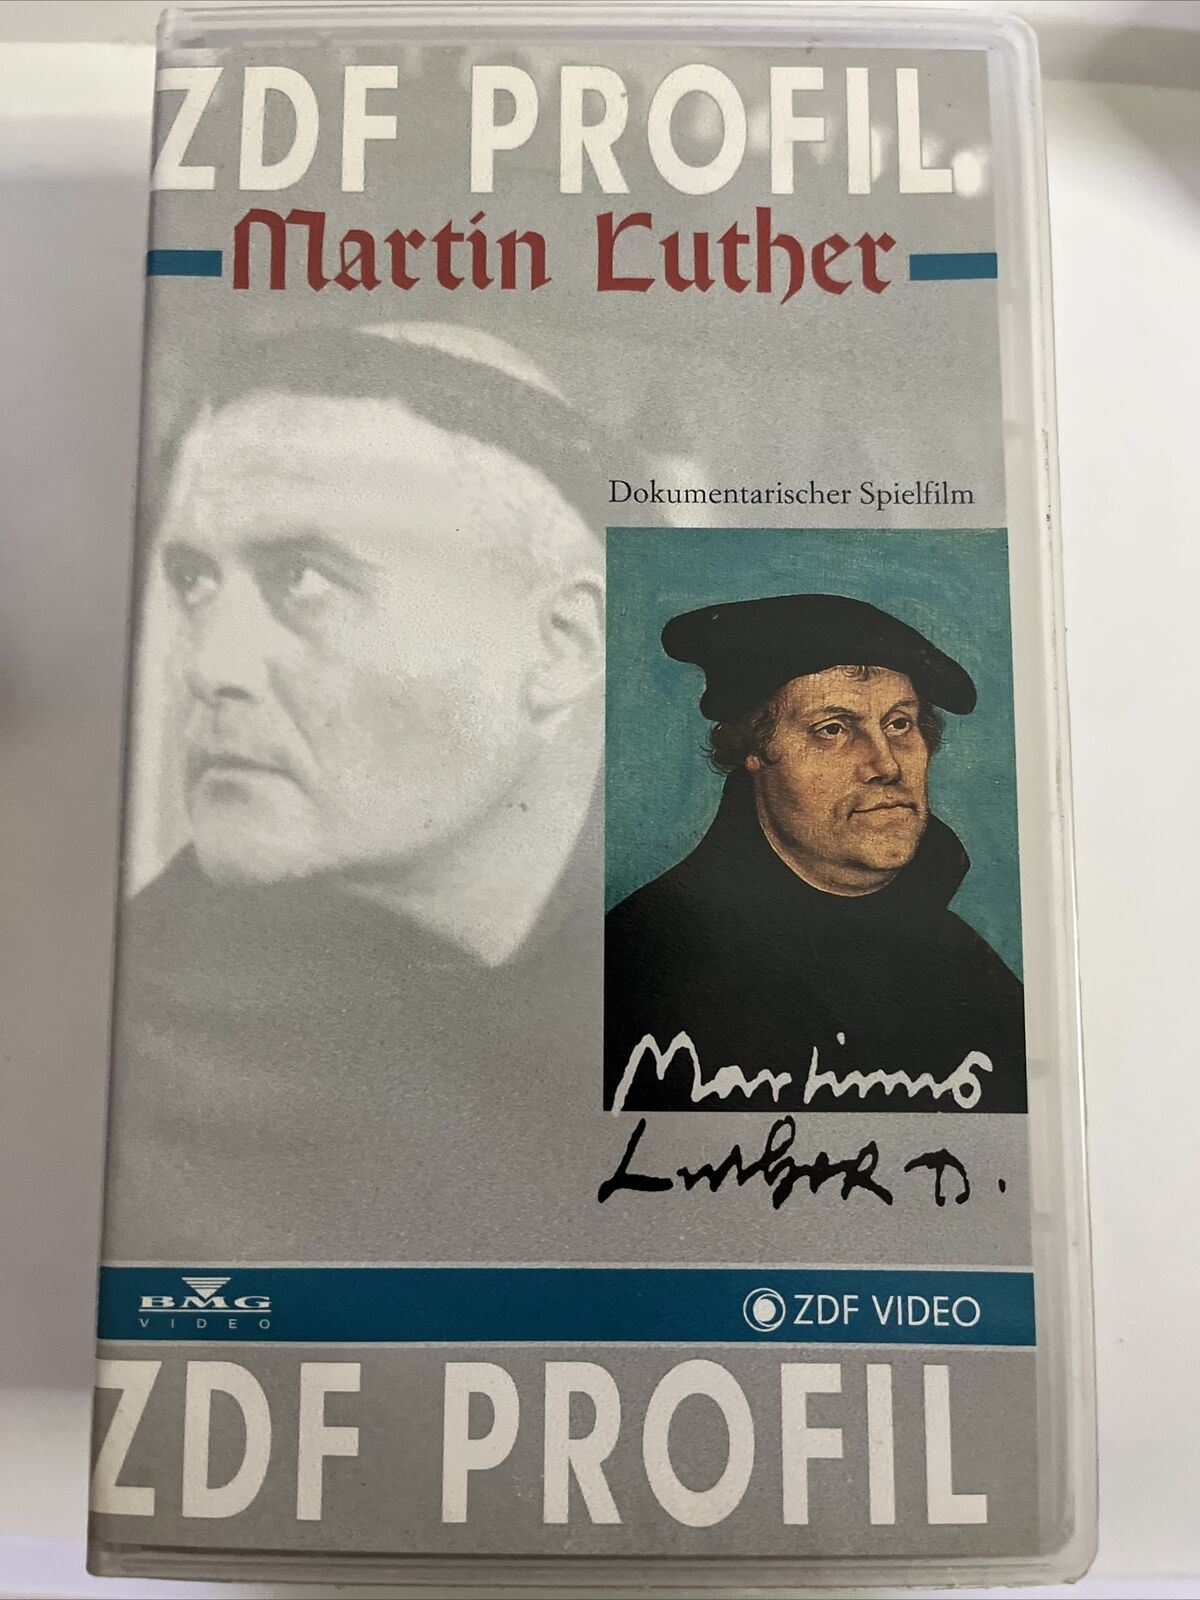 ZDF PROFIL
Martin Luther
Dokumentarischer Spielfilm
Martinus
Luther D.
BMG
VIDEO
ZDF VIDEO
ZDF PROFIL